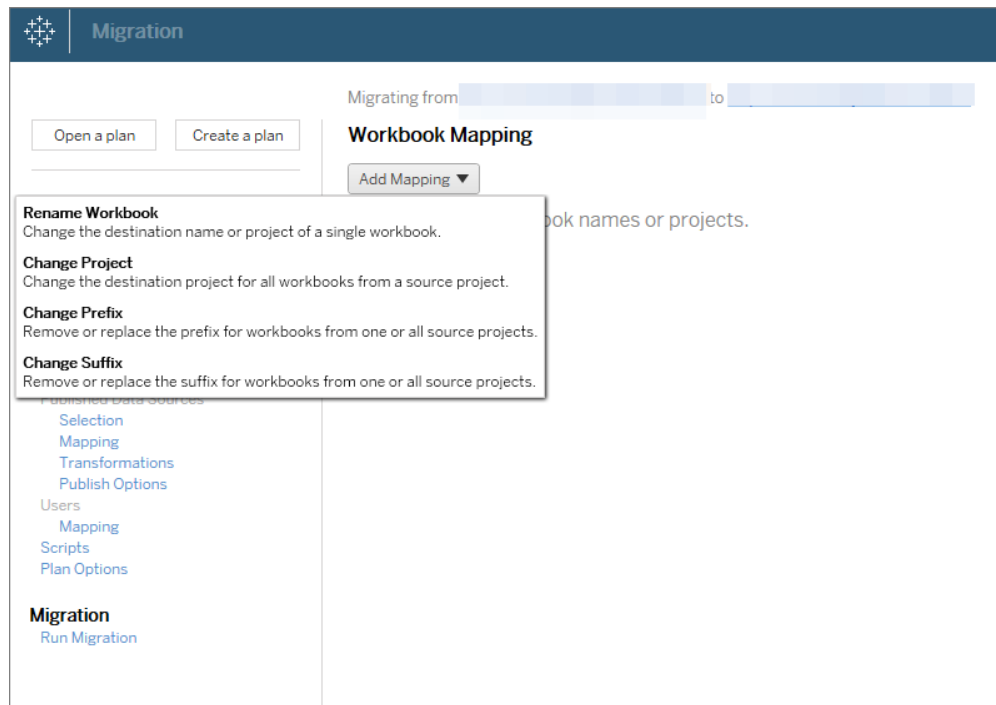 Migration
Migrating from to
Open a plan
Create a plan
Workbook Mapping
Add Mapping ▼
Rename Workbook
Change the destination name or project of a single workbook.
names or projects.
Change Project
Change the destination project for all workbooks from a source project.
Change Prefix
Remove or replace the prefix for workbooks from one or all source projects.
Change Suffix
Remove or replace the suffix for workbooks from one or all source projects.
Published Data Sources
Selection
Mapping
Transformations
Publish Options
Users
Mapping
Scripts
Plan Options
Migration
Run Migration